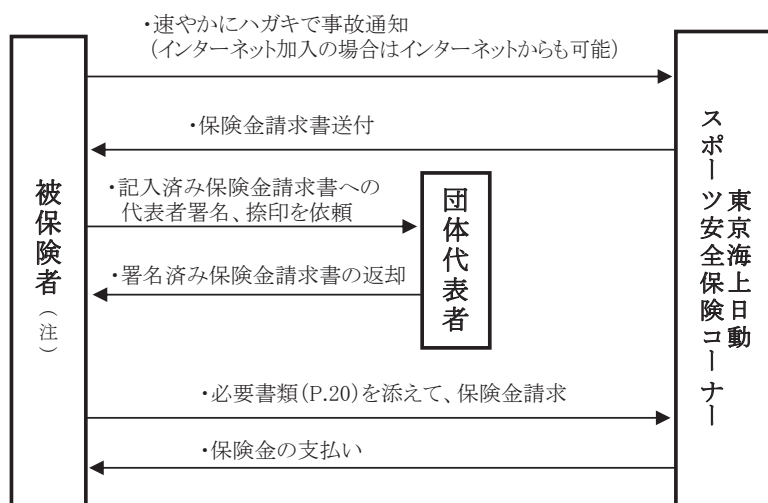 ・速やかにハガキで事故通知
(インターネット加入の場合はインターネットからも可能)
・保険金請求書送付
・記入済み保険金請求書への
代表者署名、捺印を依頼
・署名済み保険金請求書の返却
・必要書類(P.20)を添えて、保険金請求
・保険金の支払い
被保険者(注)
団体代表者
東京海上日動
スポーツ安全保険コーナー